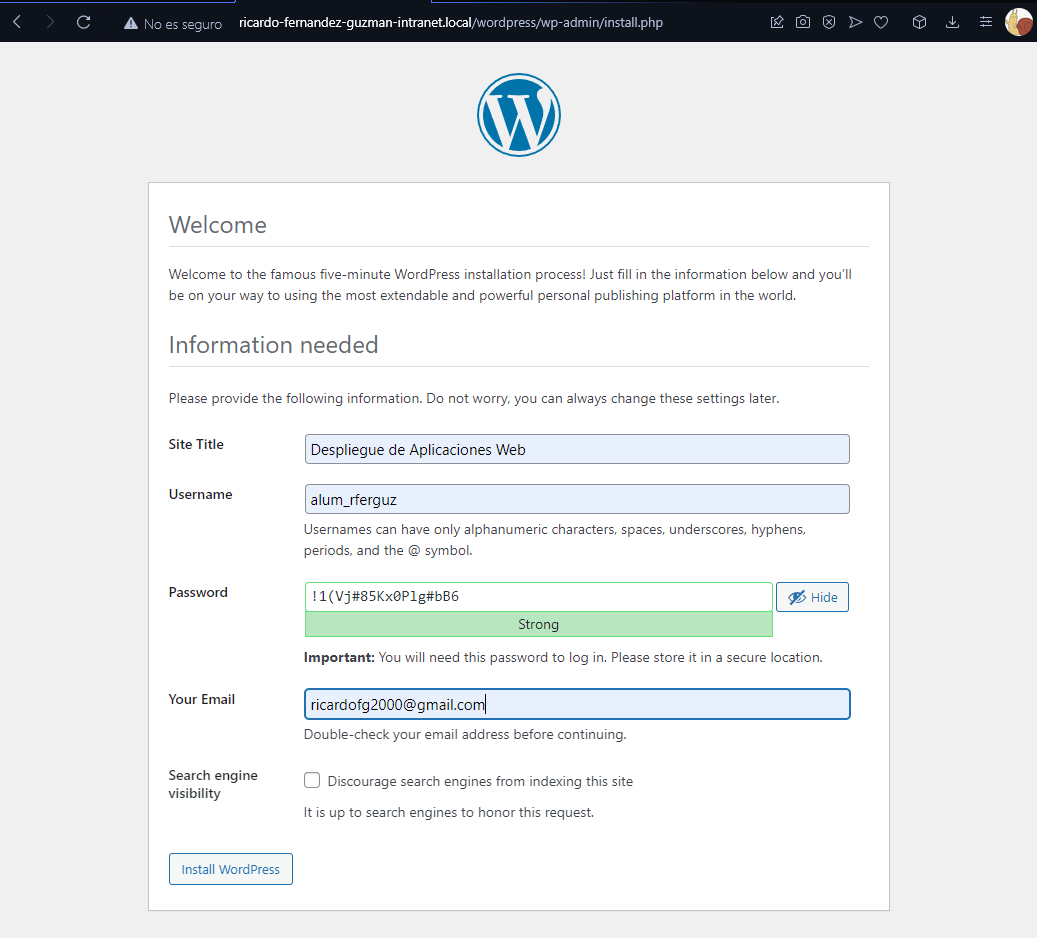 No es seguro ricardo-fernandez-guzman-intranet.local/wordpress/wp-admin/install.php
Welcome
Welcome to the famous five-minute WordPress installation process! Just fill in the information below and you’ll
be on your way to using the most extendable and powerful personal publishing platform in the world.
Information needed
Please provide the following information. Do not worry, you can always change these settings later.
Site Title Despliegue de Aplicaciones Web
Username alum_rferguz
Usernames can have only alphanumeric characters, spaces, underscores, hyphens,
periods, and the @ symbol.
Password !1(Vj#85Kx0Plg#bB6 Hide
Strong
Important: You will need this password to log in. Please store it in a secure location.
Your Email ricardofg2000@gmail.com
Double-check your email address before continuing.
Search engine
visibility
Discourage search engines from indexing this site
It is up to search engines to honor this request.
Install WordPress